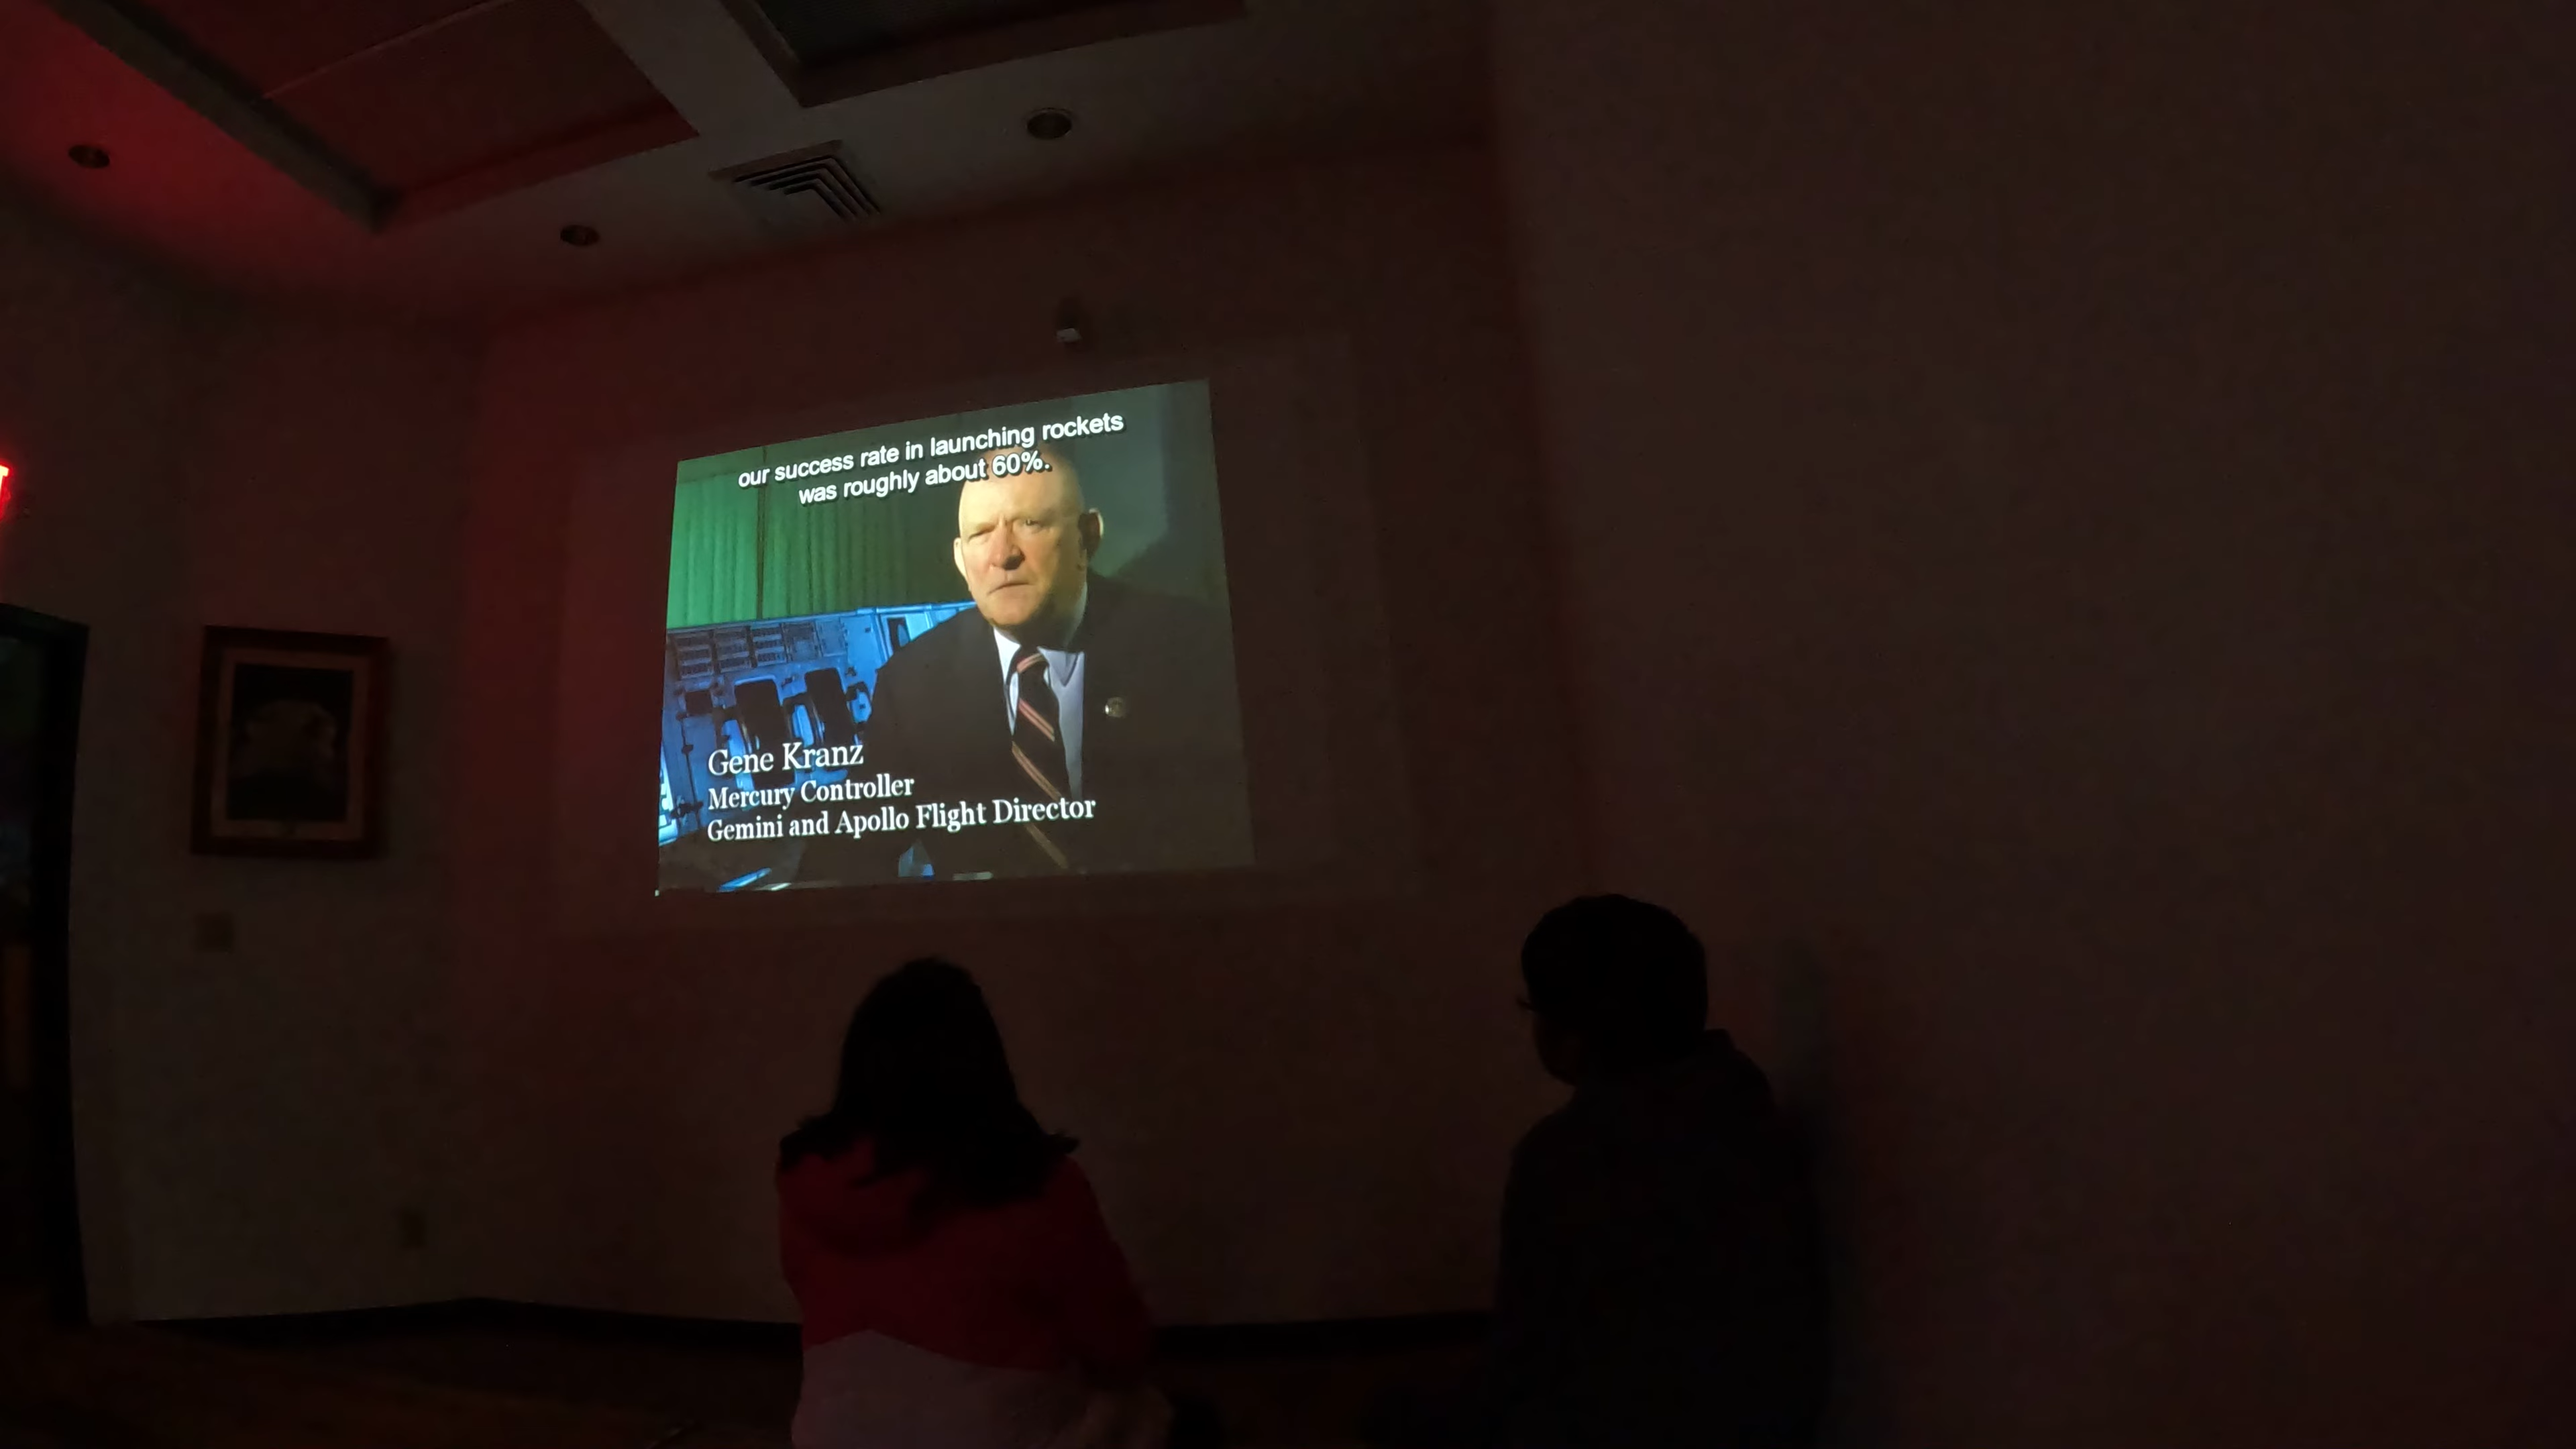 our success rate in launching rockets
was roughly about 60%.
Gene Kranz
Mercury Controller
Gemini and Apollo Flight Director